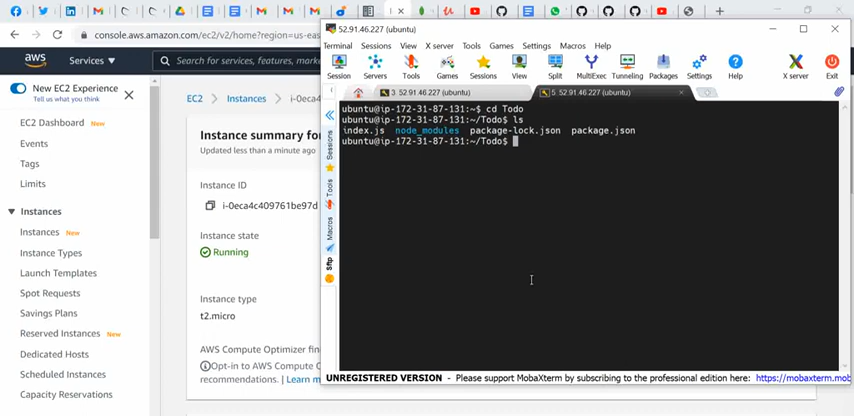 console.aws.amazon.com/ec2/v2/home?region=us-eas
aws
Services
Search for services, features, marke
New EC2 Experience
Tell us what you think
EC2 Dashboard New
Events
Tags
Limits
Instances
Instances New
Instance Types
Launch Templates
Spot Requests
Savings Plans
Reserved Instances New
Dedicated Hosts
Scheduled Instances
Capacity Reservations
EC2
Instances
i-0eca4c
Instance summary for
Updated less than a minute ago
Instance ID
i-0eca4c409761be97d
Instance state
Running
Instance type
t2.micro
AWS Compute Optimizer fin
Opt-in to AWS Compute
recommendations. | Learn m
52.91.46.227 (ubuntu)
Terminal Sessions View X server Tools Games Settings Macros Help
Session Servers Tools Games Sessions View Split MultiExec Tunneling Packages Settings Help X server Exit
3. 52.91.46.227 (ubuntu)
5. 52.91.46.227 (ubuntu)
Sessions
Tools
Macros
Sftp
ubuntu@ip-172-31-87-131:~$ cd Todo
ubuntu@ip-172-31-87-131:~/Todo$ ls
index.js node_modules package-lock.json package.json
ubuntu@ip-172-31-87-131:~/Todo$
UNREGISTERED VERSION - Please support MobaXterm by subscribing to the professional edition here: https://mobaxterm.mob